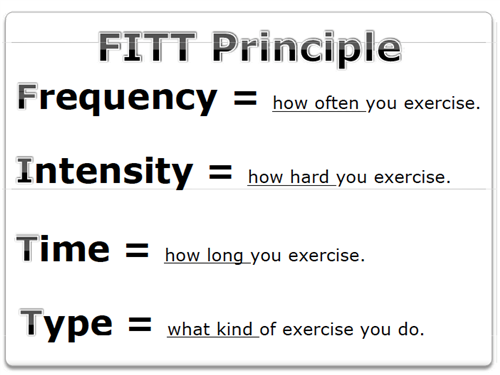 FITT Principle
Frequency = how often you exercise.
Intensity = how hard you exercise.
Time = how long you exercise.
Type = what kind of exercise you do.